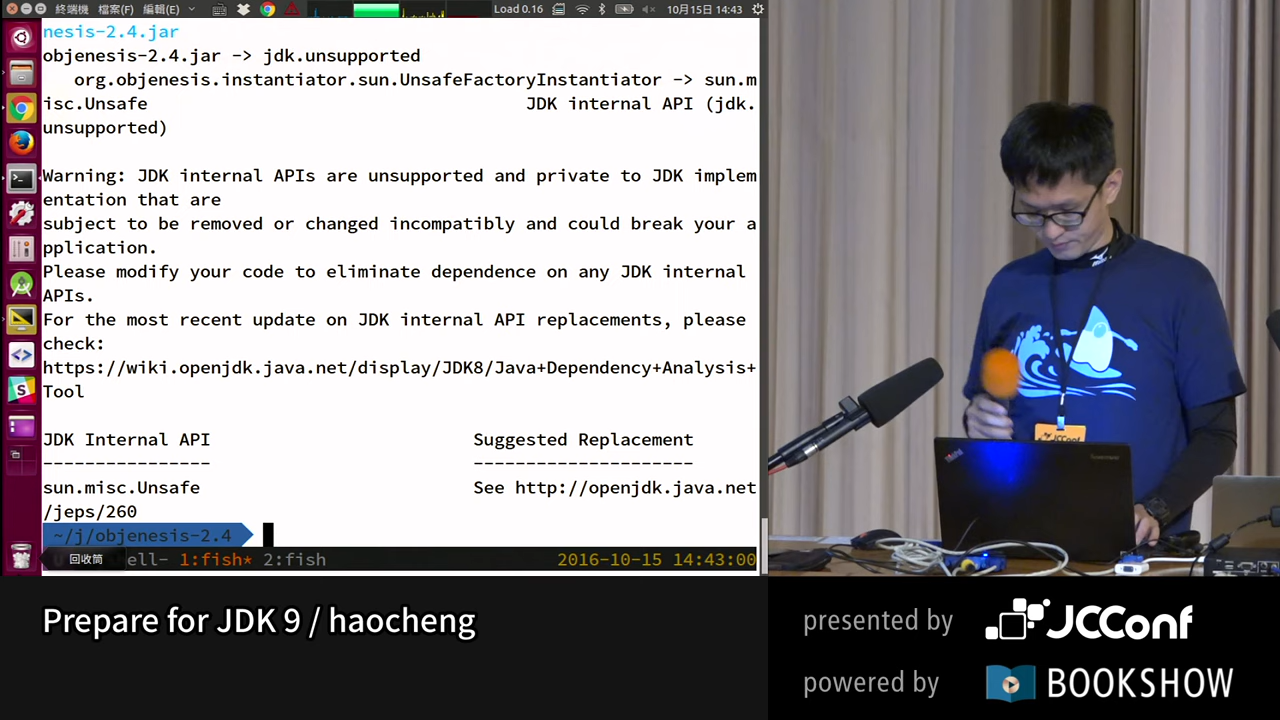 終端機 檔案(F) 編輯(E)
Load 0.16
10月15日 14:43
nesis-2.4.jar
objenesis-2.4.jar -> jdk.unsupported
org.objenesis.instantiator.sun.UnsafeFactoryInstantiator -> sun.m
isc.Unsafe JDK internal API (jdk.
unsupported)
Warning: JDK internal APIs are unsupported and private to JDK implem
entation that are
subject to be removed or changed incompatibly and could break your a
pplication.
Please modify your code to eliminate dependence on any JDK internal
APIs.
For the most recent update on JDK internal API replacements, please
check:
https://wiki.openjdk.java.net/display/JDK8/Java+Dependency+Analysis+
Tool
JDK Internal API Suggested Replacement
---------------- ---------------------
sun.misc.Unsafe See http://openjdk.java.net
/jeps/260
~/j/objenesis-2.4
回收筒 ell- 1:fish* 2:fish 2016-10-15 14:43:00
JCConf
ThinkPad
Prepare for JDK 9 / haocheng
presented by JCConf
powered by BOOKSHOW